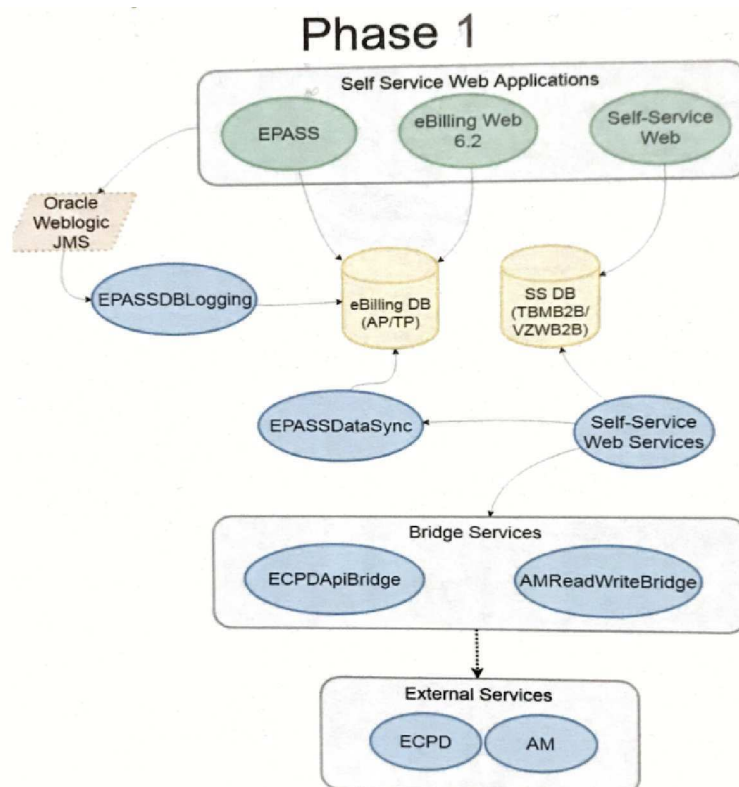 Phase 1
Self Service Web Applications
EPASS
eBilling Web
6.2
Self-Service
Web
Oracle
Weblogic
JMS
EPASSDBLogging
eBilling DB
(AP/TP)
SS DB
(TBMB2B/
VZWB2B)
EPASSDataSync
Self-Service
Web Services
Bridge Services
ECPDApiBridge
AMReadWriteBridge
External Services
ECPD
AM